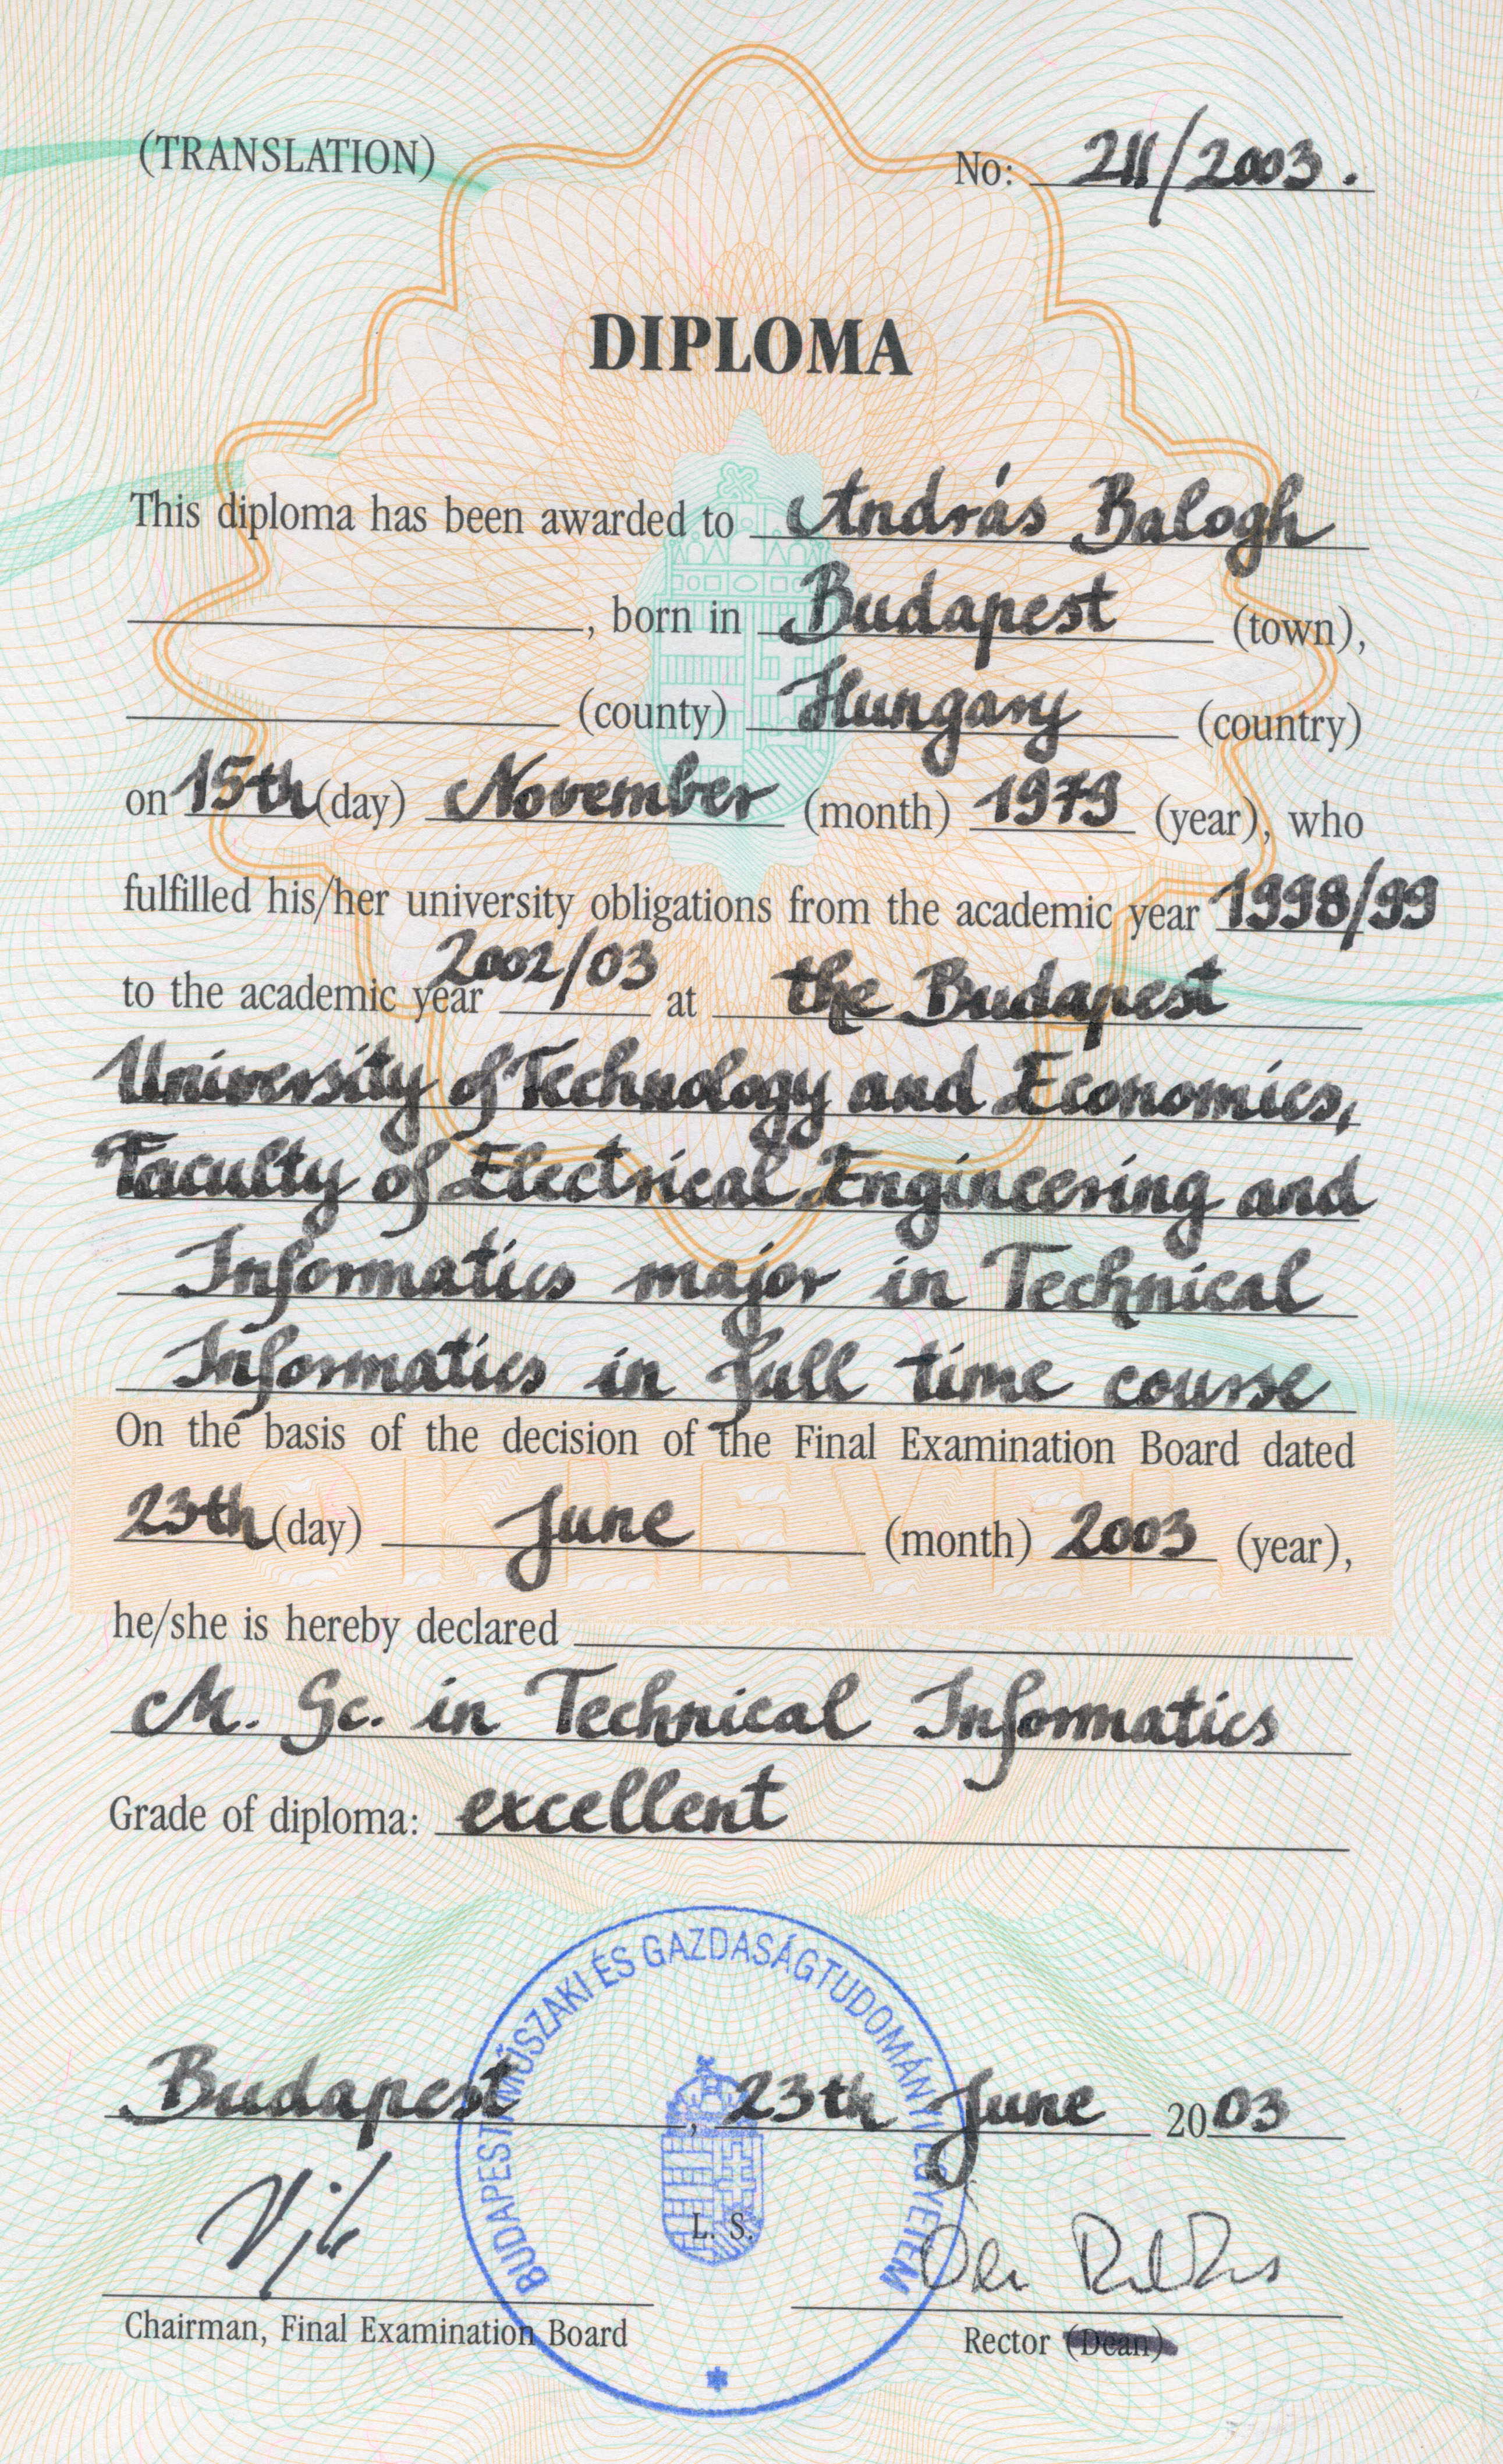 (TRANSLATION)
No: 211/2003.
DIPLOMA
This diploma has been awarded to András Balogh
, born in Budapest (town),
(county) Hungary (country)
on 15th (day) November (month) 1979 (year), who
fulfilled his/her university obligations from the academic year 1998/99
to the academic year 2002/03 at the Budapest
University of Technology and Economics,
Faculty of Electrical Engineering and
Informatics major in Technical
Informatics in full time course
On the basis of the decision of the Final Examination Board dated
23th (day) June (month) 2003 (year),
he/she is hereby declared
M. Sc. in Technical Informatics
Grade of diploma: excellent
BUDAPESTI MŰSZAKI ÉS GAZDASÁGTUDOMÁNYI EGYETEM
Budapest, 23th June 2003
L. S.
Chairman, Final Examination Board
Rector (Dean)